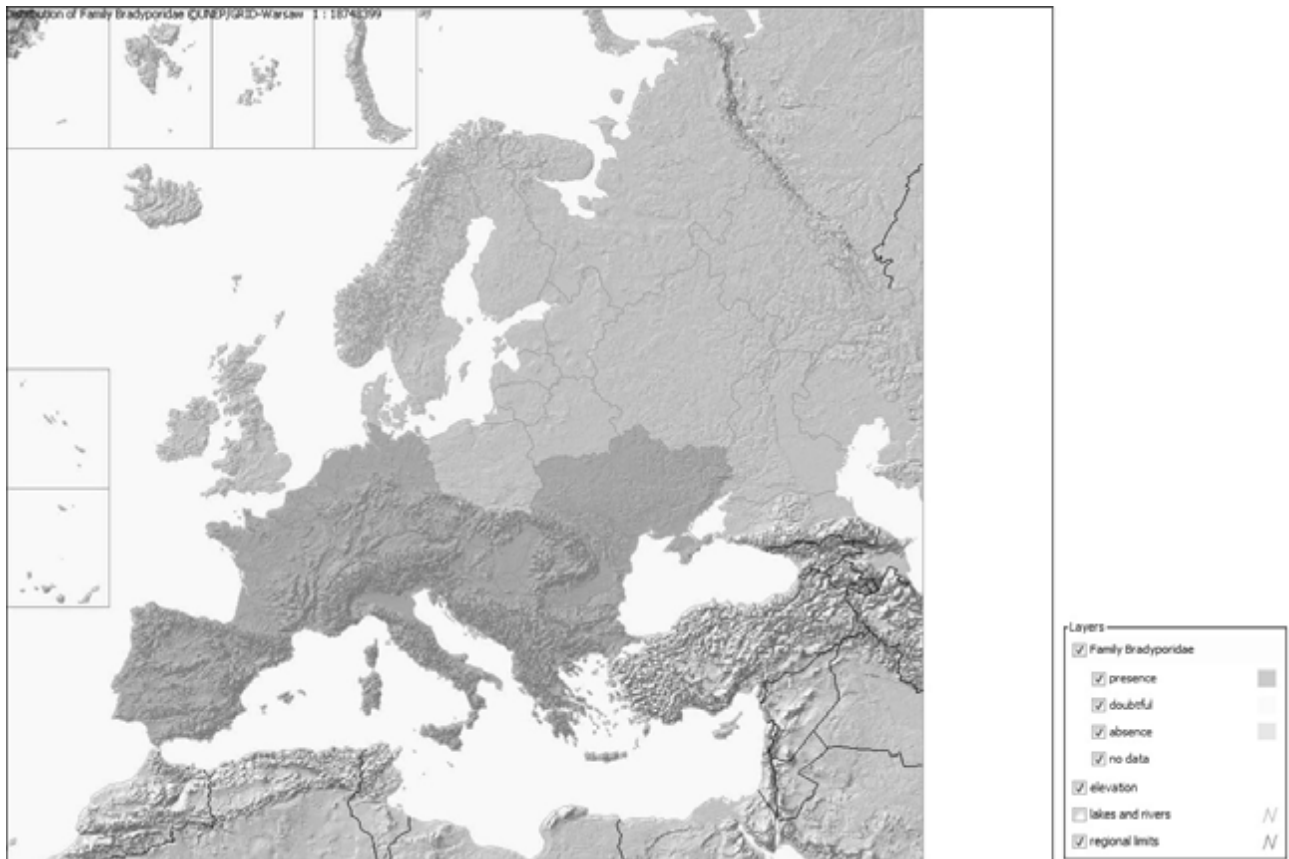 Distribution of Family Bradyporidae ©UNEP/GRID-Warsaw 1 : 18748399
Layers
Family Bradyporidae
presence
doubtful
absence
no data
elevation
lakes and rivers
regional limits